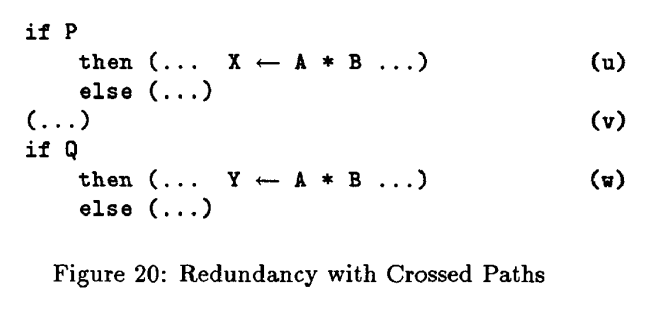 if P
    then (... X ← A * B ...)    (u)
    else (...)
(...)    (v)
if Q
    then (... Y ← A * B ...)    (w)
    else (...)
Figure 20: Redundancy with Crossed Paths